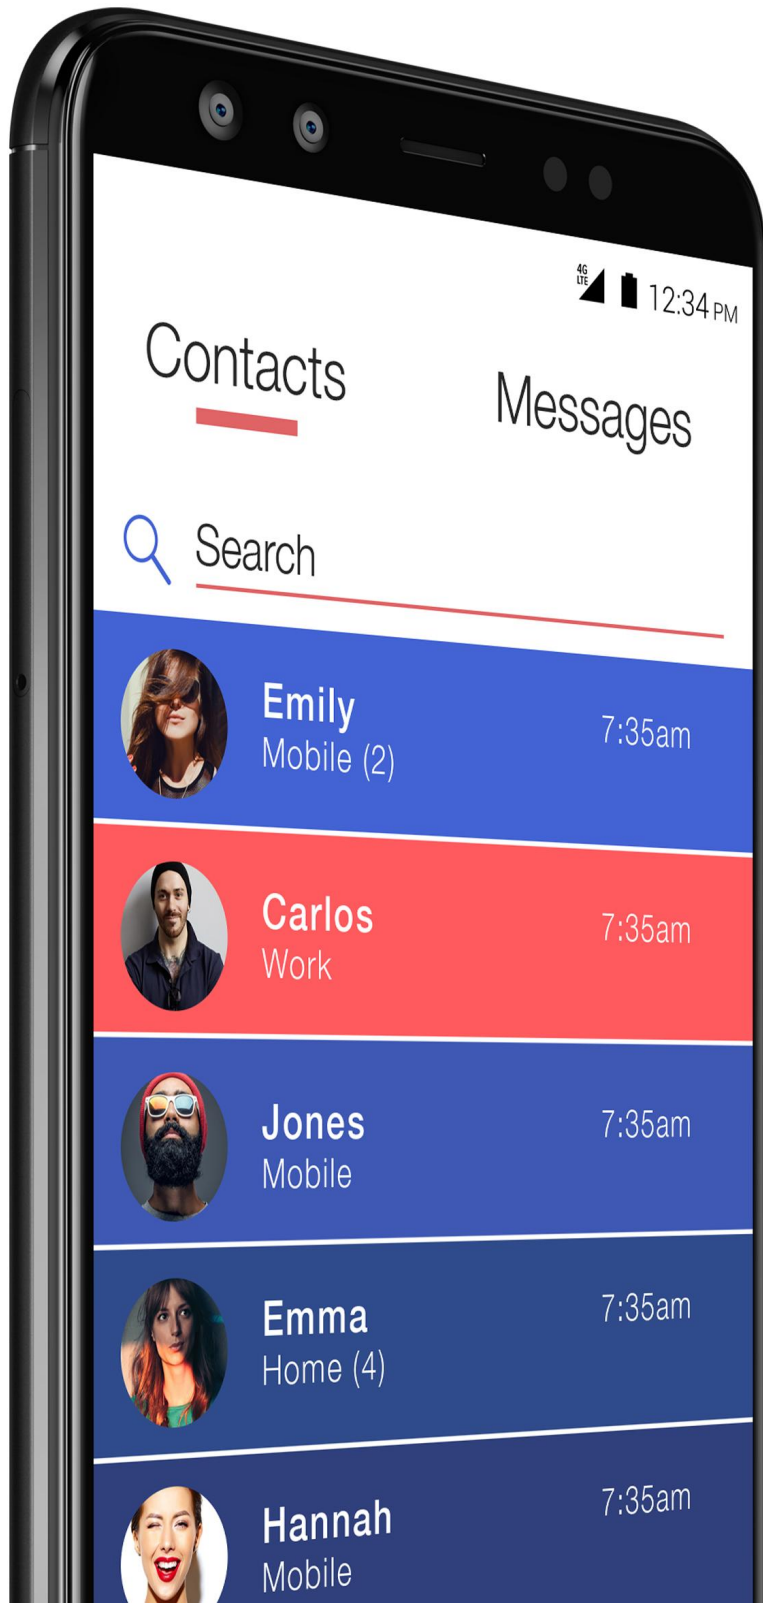 4G
LTE
12:34 PM
Contacts
Messages
Search
Emily
Mobile (2)
7:35am
Carlos
Work
7:35am
Jones
Mobile
7:35am
Emma
Home (4)
7:35am
Hannah
Mobile
7:35am